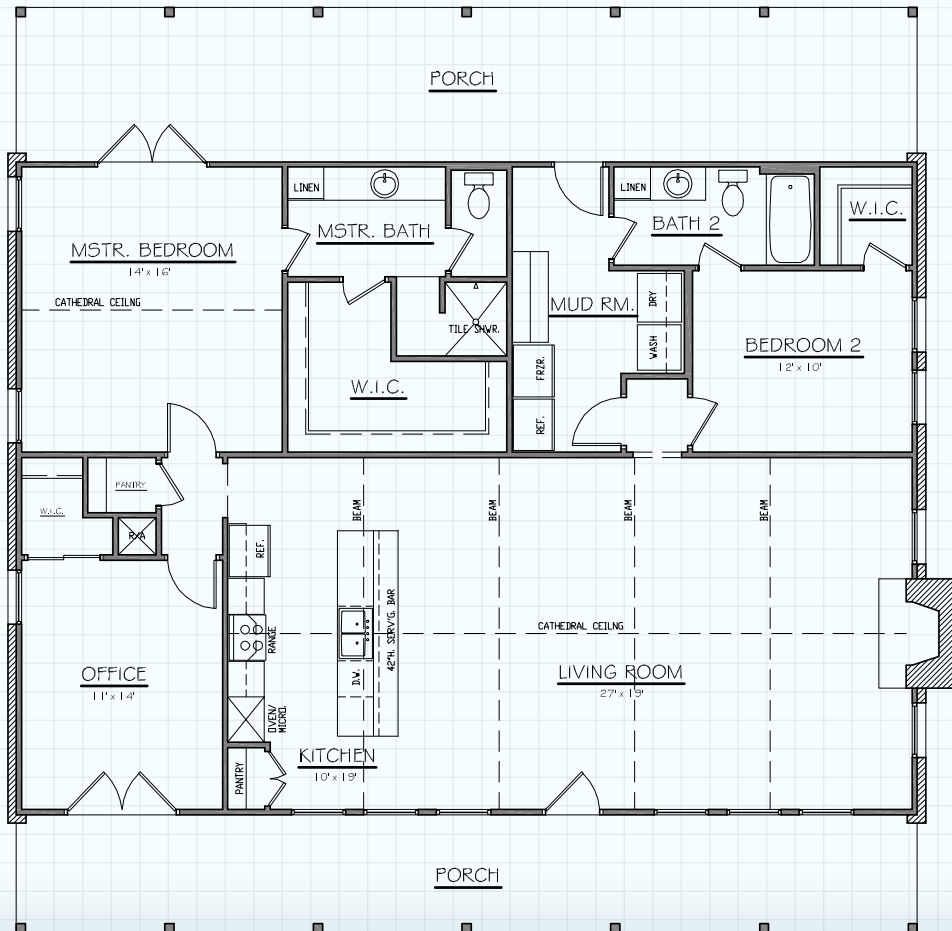 PORCH
LINEN
LINEN
MSTR. BATH
BATH 2
W.I.C.
MSTR. BEDROOM
14' x 16'
CATHEDRAL CEILNG
MUD RM.
DRY
TILE SHWR.
WASH
BEDROOM 2
12' x 10'
FRZR.
W.I.C.
REF.
PANTRY
W.I.C.
R/A
BEAM
BEAM
BEAM
BEAM
REF.
RANGE
42"H. SERV'G. BAR
CATHEDRAL CEILNG
D.W.
OFFICE
11' x 14'
LIVING ROOM
27' x 19'
OVEN/
MICRO.
KITCHEN
10' x 19'
PANTRY
PORCH